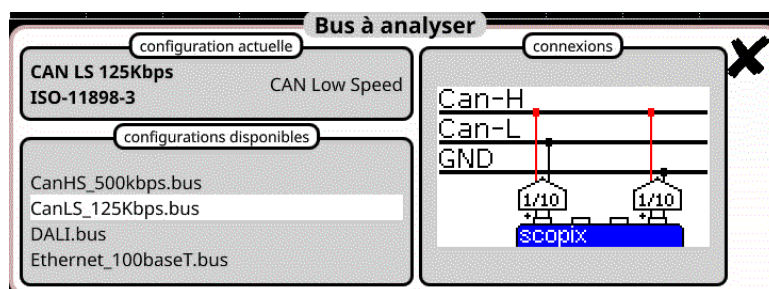 Bus à analyser
configuration actuelle
CAN LS 125Kbps
ISO-11898-3
CAN Low Speed
configurations disponibles
CanHS_500kbps.bus
CanLS_125Kbps.bus
DALI.bus
Ethernet_100baseT.bus
connexions
Can-H
Can-L
GND
1/10
1/10
+
+
scopix